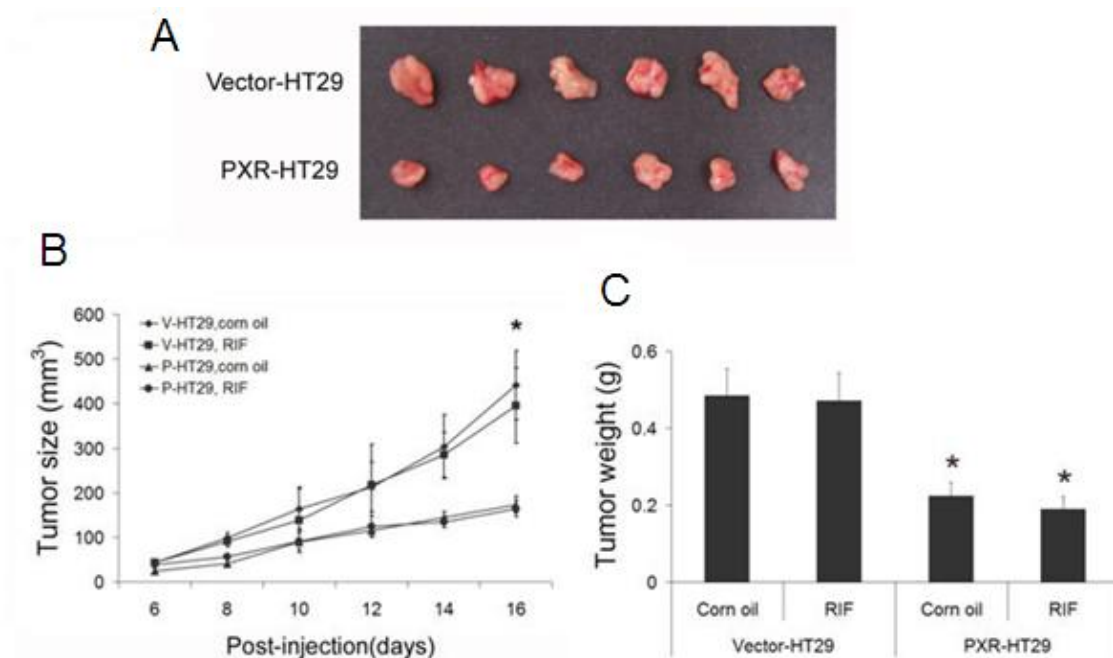 A
Vector-HT29
PXR-HT29
B
V-HT29,corn oil
V-HT29, RIF
P-HT29,corn oil
P-HT29, RIF
*
600
500
400
300
200
100
0
Tumor size (mm³)
6 8 10 12 14 16
Post-injection(days)
C
0.6
0.4
0.2
0
Tumor weight (g)
* *
Corn oil RIF Corn oil RIF
Vector-HT29 PXR-HT29